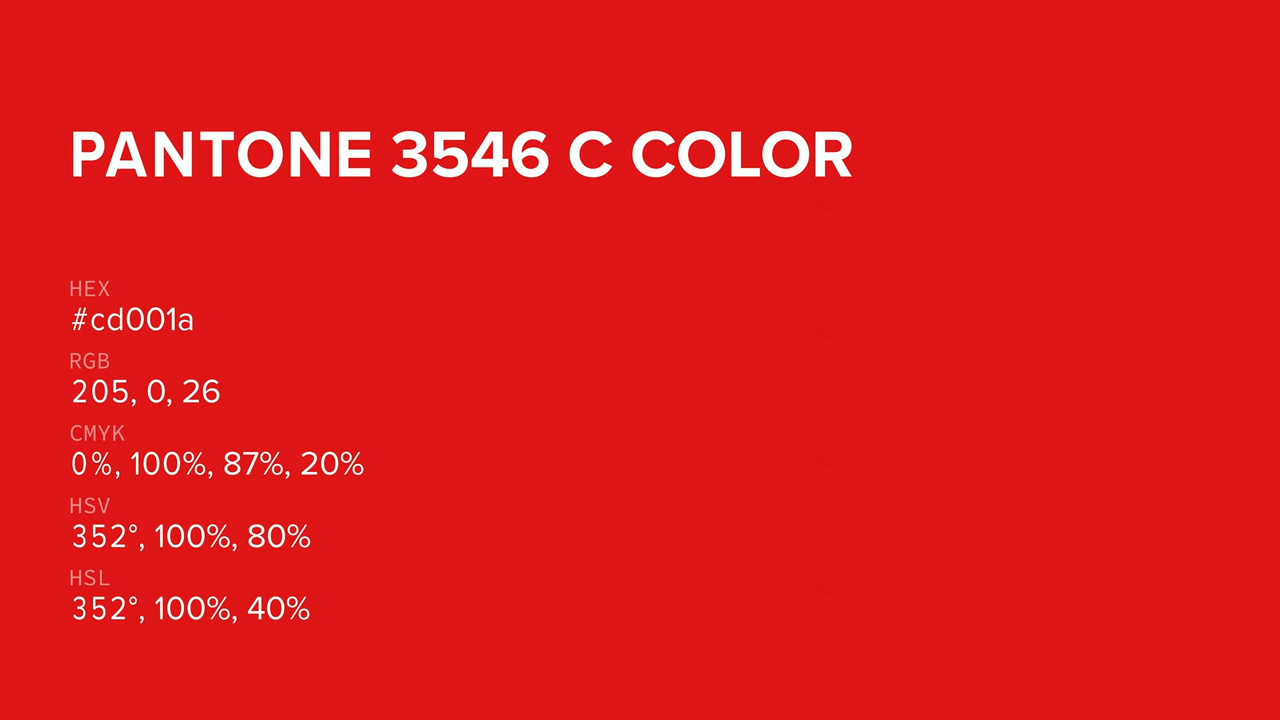 PANTONE 3546 C COLOR
HEX
#cd001a
RGB
205, 0, 26
CMYK
0%, 100%, 87%, 20%
HSV
352°, 100%, 80%
HSL
352°, 100%, 40%